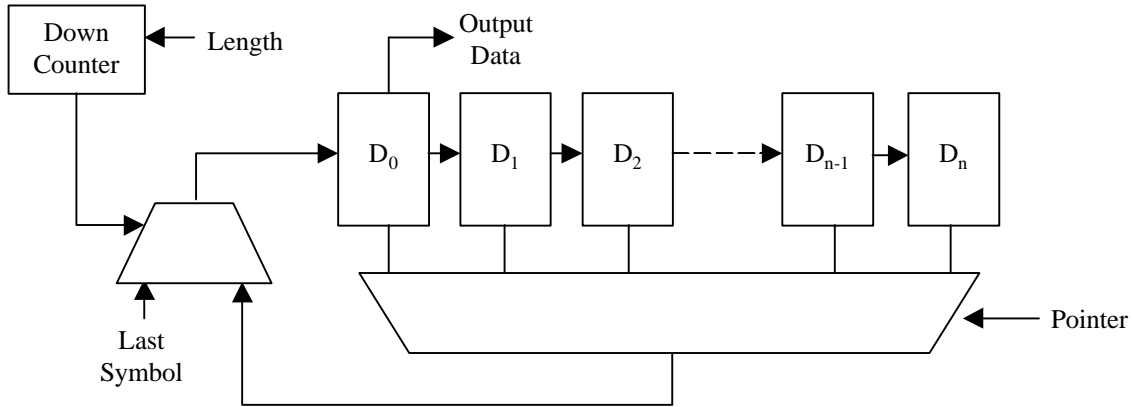 Down
Counter
Length
Output
Data
D₀
D₁
D₂
Dₙ₋₁
Dₙ
Last
Symbol
Pointer